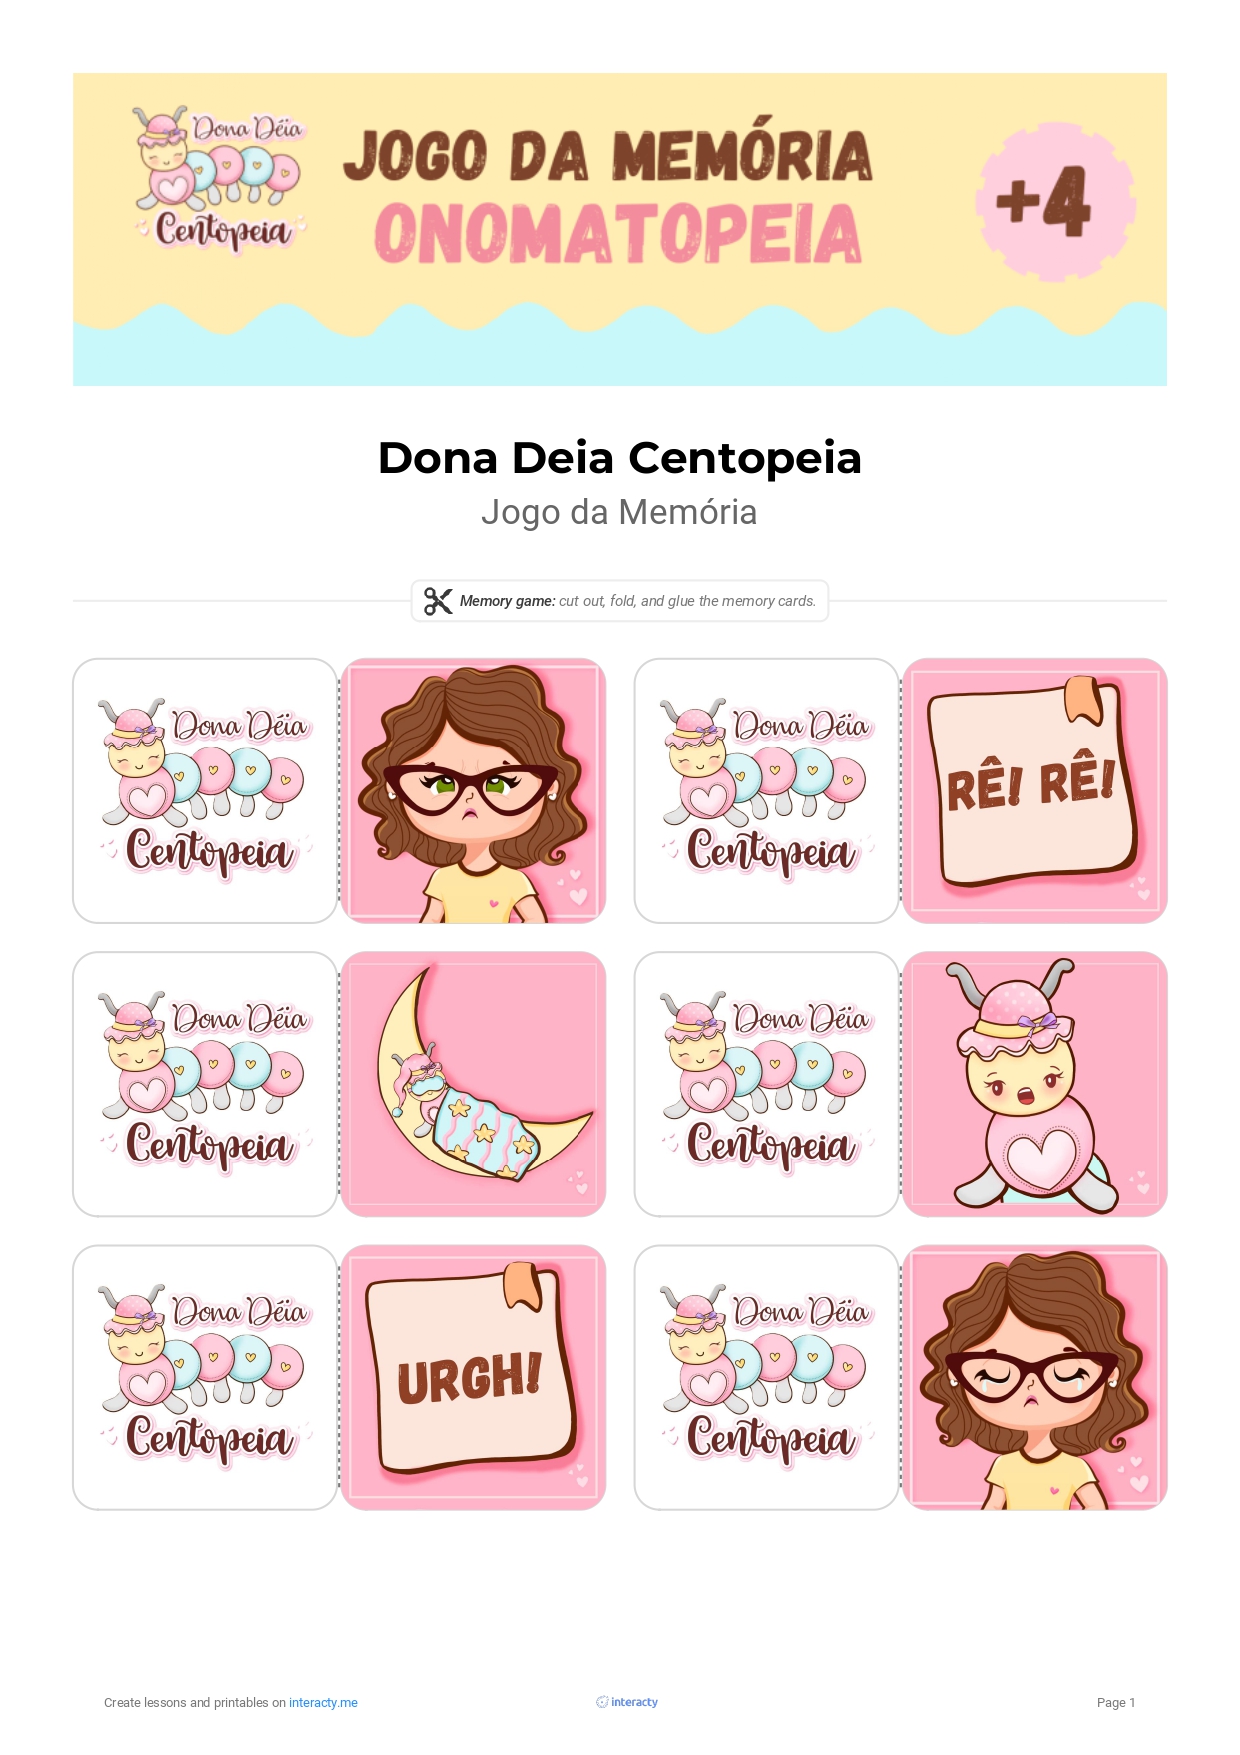 Dona Déia
Centopeia
JOGO DA MEMÓRIA
ONOMATOPEIA
+4
Dona Deia Centopeia
Jogo da Memória
Memory game: cut out, fold, and glue the memory cards.
Dona Déia
Centopeia
Dona Déia
Centopeia
RÊ! RÊ!
Dona Déia
Centopeia
Dona Déia
Centopeia
Dona Déia
Centopeia
URGH!
Dona Déia
Centopeia
Create lessons and printables on interacty.me
interacty
Page 1